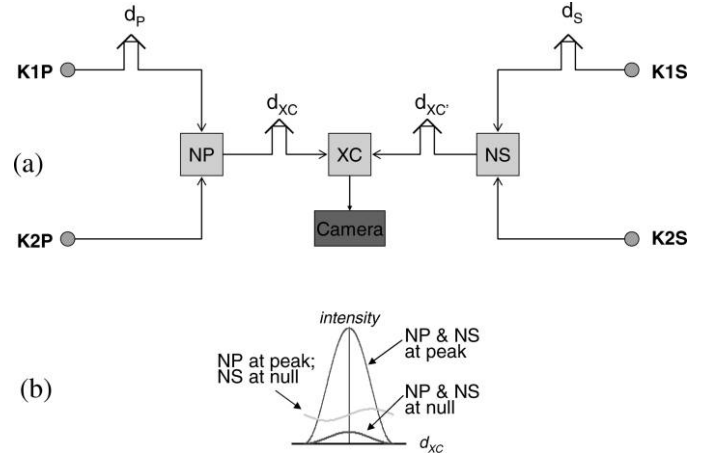 d_P
d_S
K1P
K1S
d_XC
d_XC'
NP
XC
NS
(a)
Camera
K2P
K2S
intensity
NP & NS
at peak
NP at peak;
NS at null
(b)
NP & NS
at null
d_XC